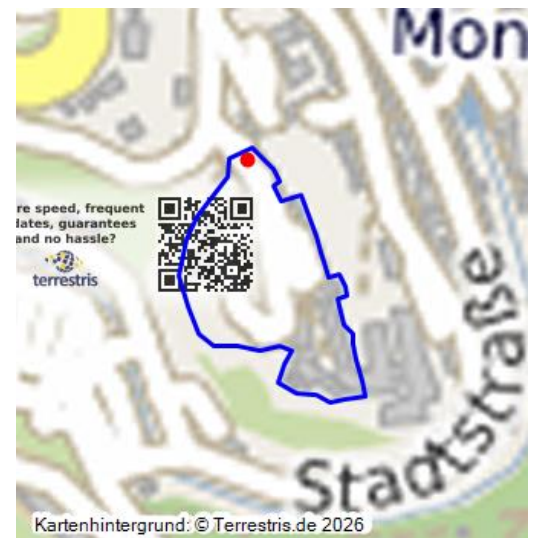 Mon
re speed, frequent
lates, guarantees
and no hassle?
terrestris
Stadtstraße
Kartenhintergrund: © Terrestris.de 2026